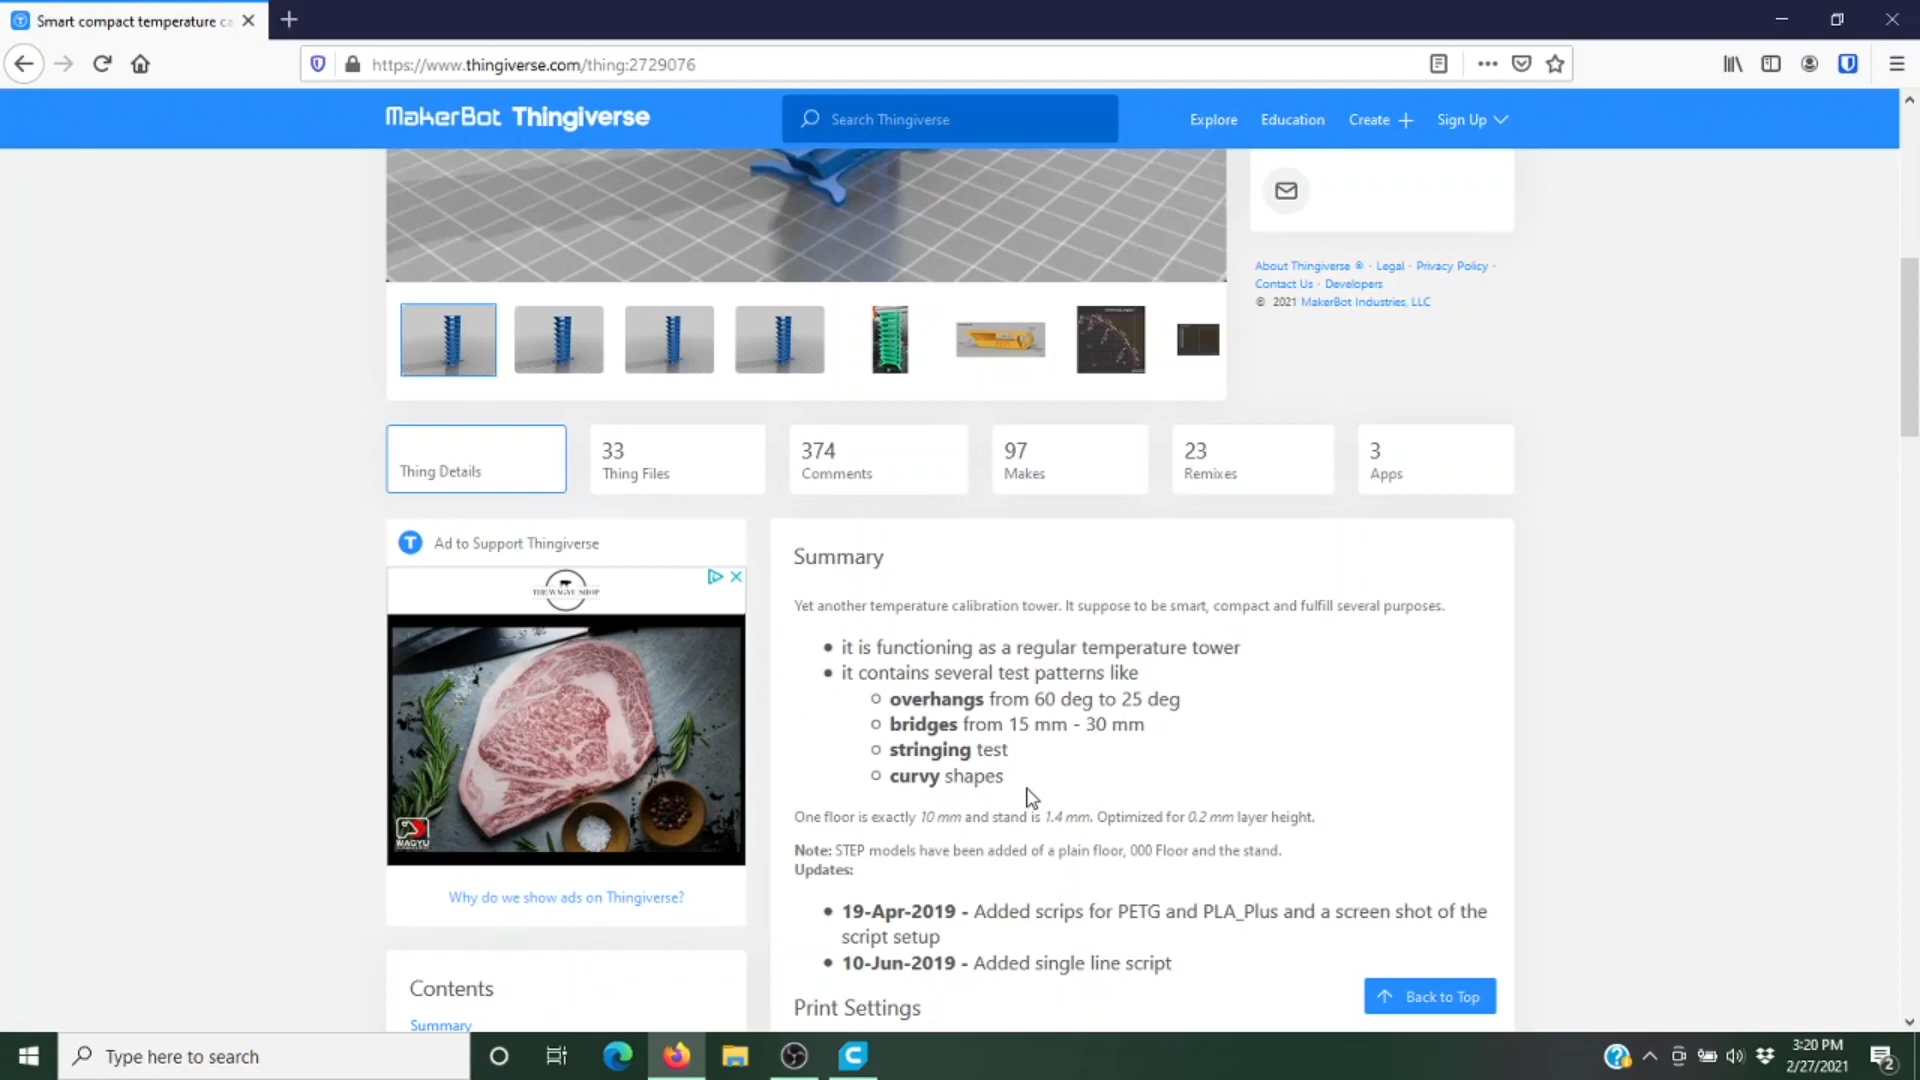 Smart compact temperature ca
https://www.thingiverse.com/thing:2729076
MakerBot Thingiverse
Search Thingiverse
Explore
Education
Create
Sign Up
About Thingiverse ® · Legal · Privacy Policy ·
Contact Us · Developers
© 2021 MakerBot Industries, LLC
Thing Details
33
Thing Files
374
Comments
97
Makes
23
Remixes
3
Apps
Ad to Support Thingiverse
THE WAGYU SHOP
WAGYU
Why do we show ads on Thingiverse?
Contents
Summary
Summary
Yet another temperature calibration tower. It suppose to be smart, compact and fulfill several purposes.
it is functioning as a regular temperature tower
it contains several test patterns like
overhangs from 60 deg to 25 deg
bridges from 15 mm - 30 mm
stringing test
curvy shapes
One floor is exactly 10 mm and stand is 1.4 mm. Optimized for 0.2 mm layer height.
Note: STEP models have been added of a plain floor, 000 Floor and the stand.
Updates:
19-Apr-2019 - Added scrips for PETG and PLA_Plus and a screen shot of the
script setup
10-Jun-2019 - Added single line script
Print Settings
Back to Top
Type here to search
3:20 PM
2/27/2021
2